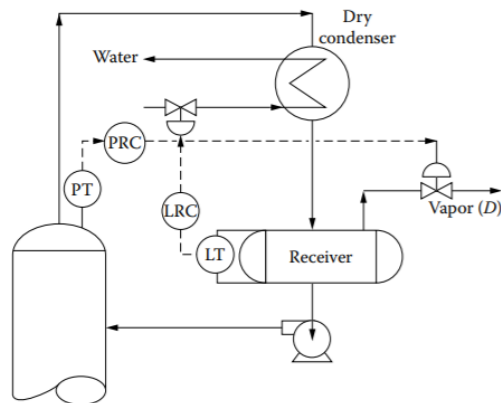 Dry
condenser
Water
PRC
PT
LRC
Vapor (D)
LT
Receiver